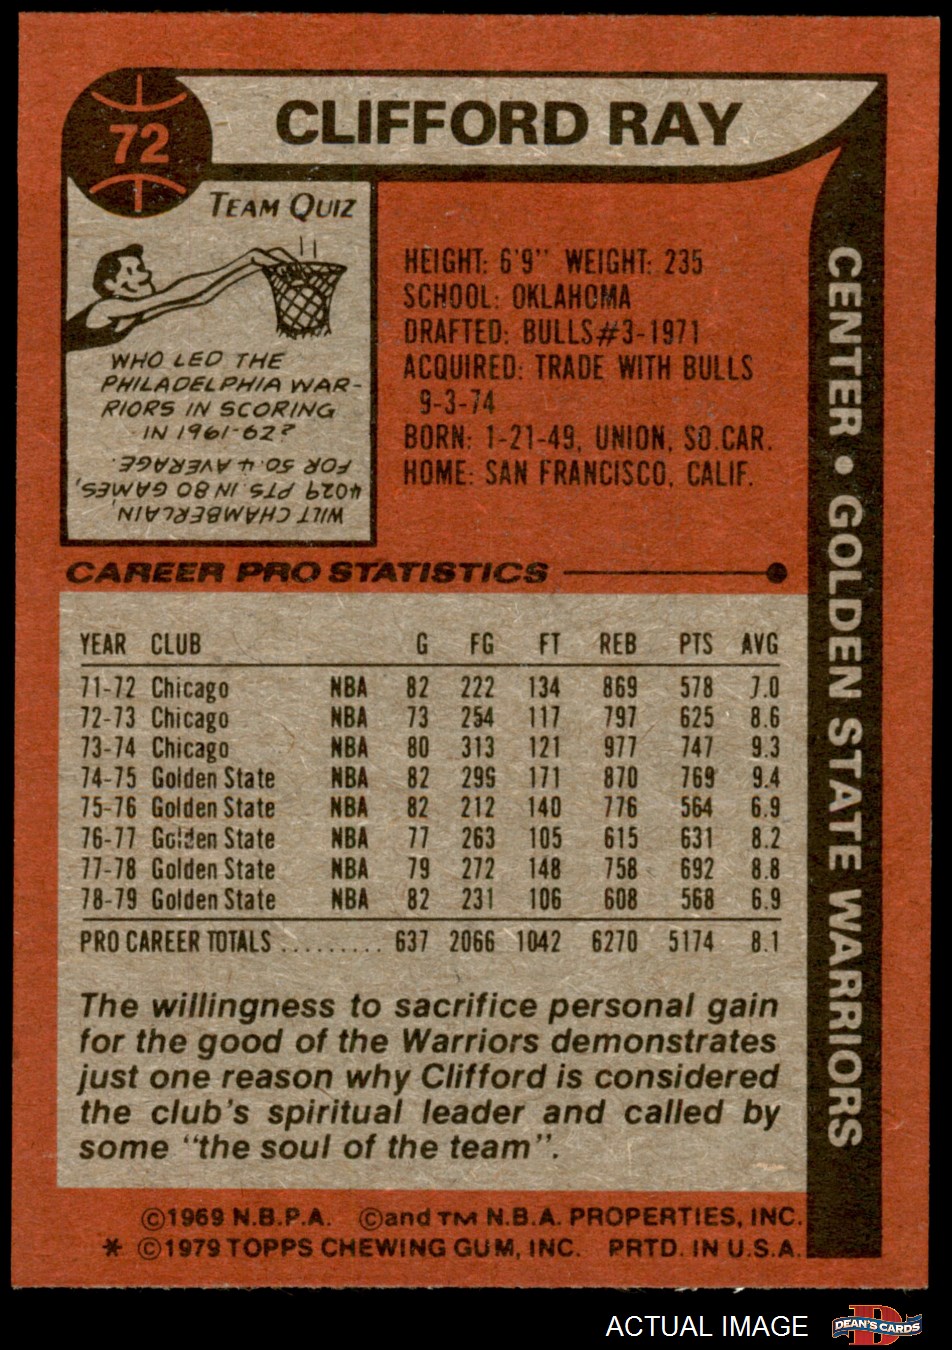 72
CLIFFORD RAY
TEAM QUIZ
WHO LED THE
PHILADELPHIA WAR-
RIORS IN SCORING
IN 1961-62?
WILT CHAMBERLAIN,
4029 PTS. IN 80 GAMES,
FOR 50.4 AVERAGE.
HEIGHT: 6'9" WEIGHT: 235
SCHOOL: OKLAHOMA
DRAFTED: BULLS#3-1971
ACQUIRED: TRADE WITH BULLS
9-3-74
BORN: 1-21-49, UNION, SO.CAR.
HOME: SAN FRANCISCO, CALIF.
CENTER • GOLDEN STATE WARRIORS
CAREER PRO STATISTICS
YEAR CLUB G FG FT REB PTS AVG
71-72 Chicago NBA 82 222 134 869 578 7.0
72-73 Chicago NBA 73 254 117 797 625 8.6
73-74 Chicago NBA 80 313 121 977 747 9.3
74-75 Golden State NBA 82 299 171 870 769 9.4
75-76 Golden State NBA 82 212 140 776 564 6.9
76-77 Golden State NBA 77 263 105 615 631 8.2
77-78 Golden State NBA 79 272 148 758 692 8.8
78-79 Golden State NBA 82 231 106 608 568 6.9
PRO CAREER TOTALS ......... 637 2066 1042 6270 5174 8.1
The willingness to sacrifice personal gain
for the good of the Warriors demonstrates
just one reason why Clifford is considered
the club's spiritual leader and called by
some "the soul of the team".
©1969 N.B.P.A. ©and TM N.B.A. PROPERTIES, INC.
* ©1979 TOPPS CHEWING GUM, INC. PRTD. IN U.S.A.
ACTUAL IMAGE
D
DEAN'S CARDS